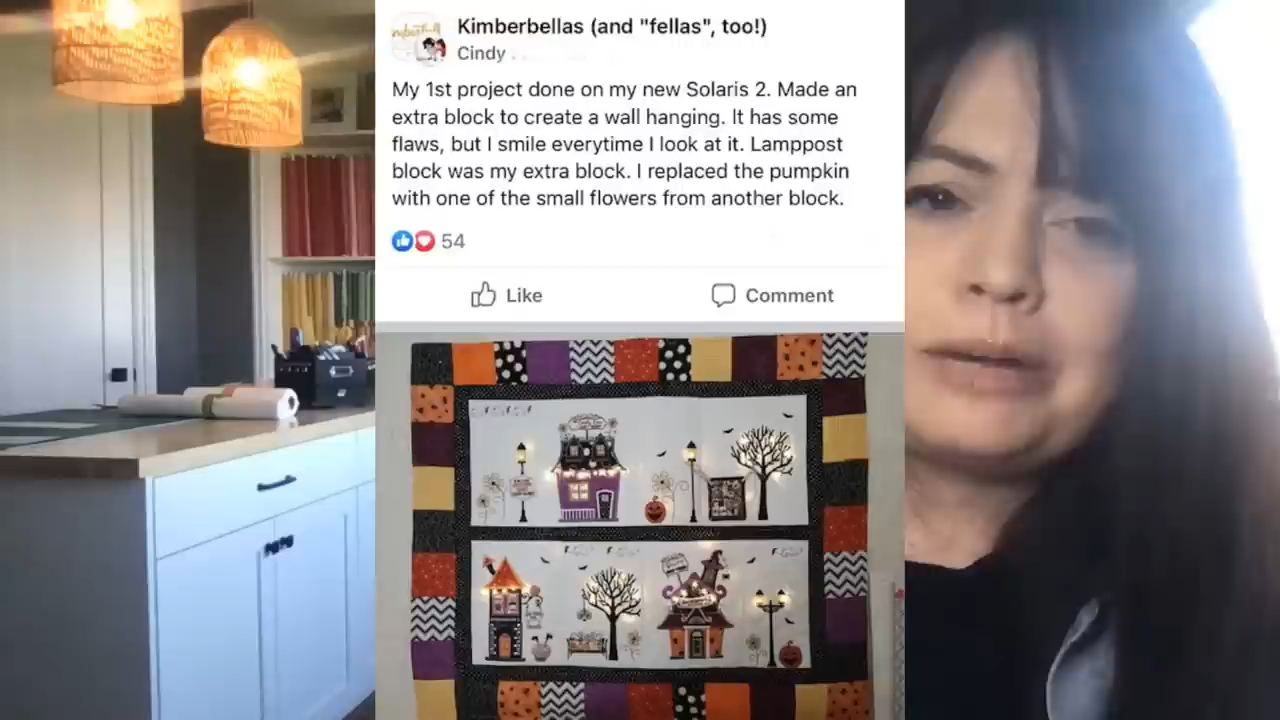 Kimberbellas (and "fellas", too!)
Cindy
My 1st project done on my new Solaris 2. Made an
extra block to create a wall hanging. It has some
flaws, but I smile everytime I look at it. Lamppost
block was my extra block. I replaced the pumpkin
with one of the small flowers from another block.
54
Like
Comment